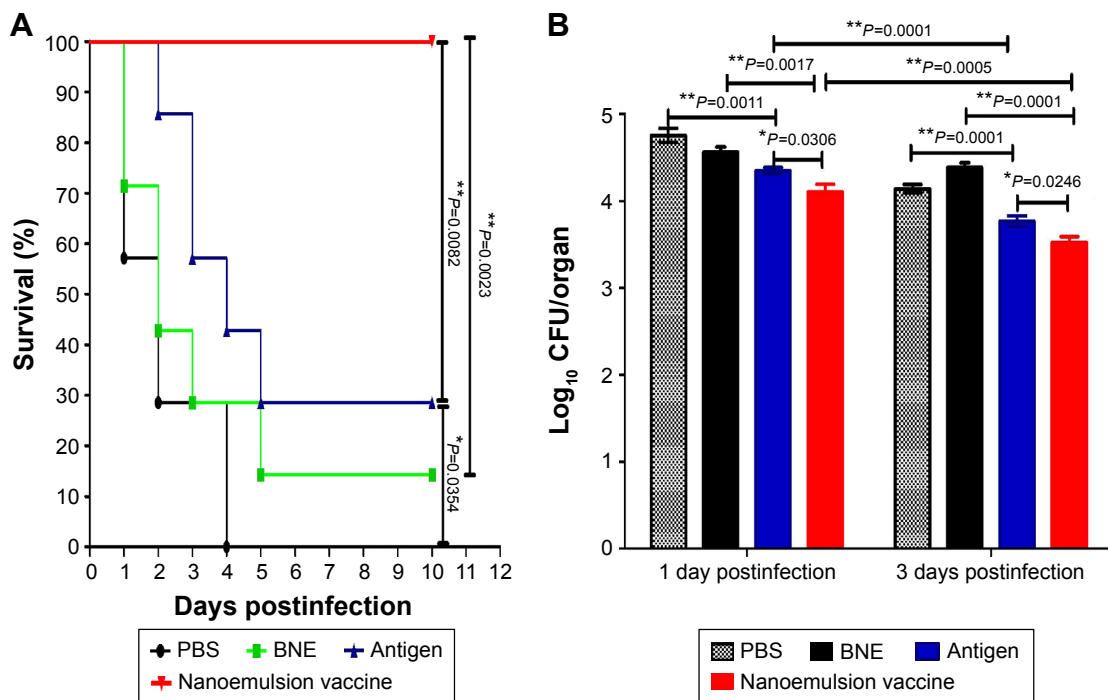 A
Survival (%)
100
90
80
70
60
50
40
30
20
10
0
0 1 2 3 4 5 6 7 8 9 10 11 12
Days postinfection
**P=0.0082
**P=0.0023
*P=0.0354
PBS BNE Antigen
Nanoemulsion vaccine
B
Log10 CFU/organ
5
4
3
2
1
0
**P=0.0001
**P=0.0017
**P=0.0005
**P=0.0011
**P=0.0001
*P=0.0306
**P=0.0001
*P=0.0246
1 day postinfection 3 days postinfection
PBS BNE Antigen
Nanoemulsion vaccine